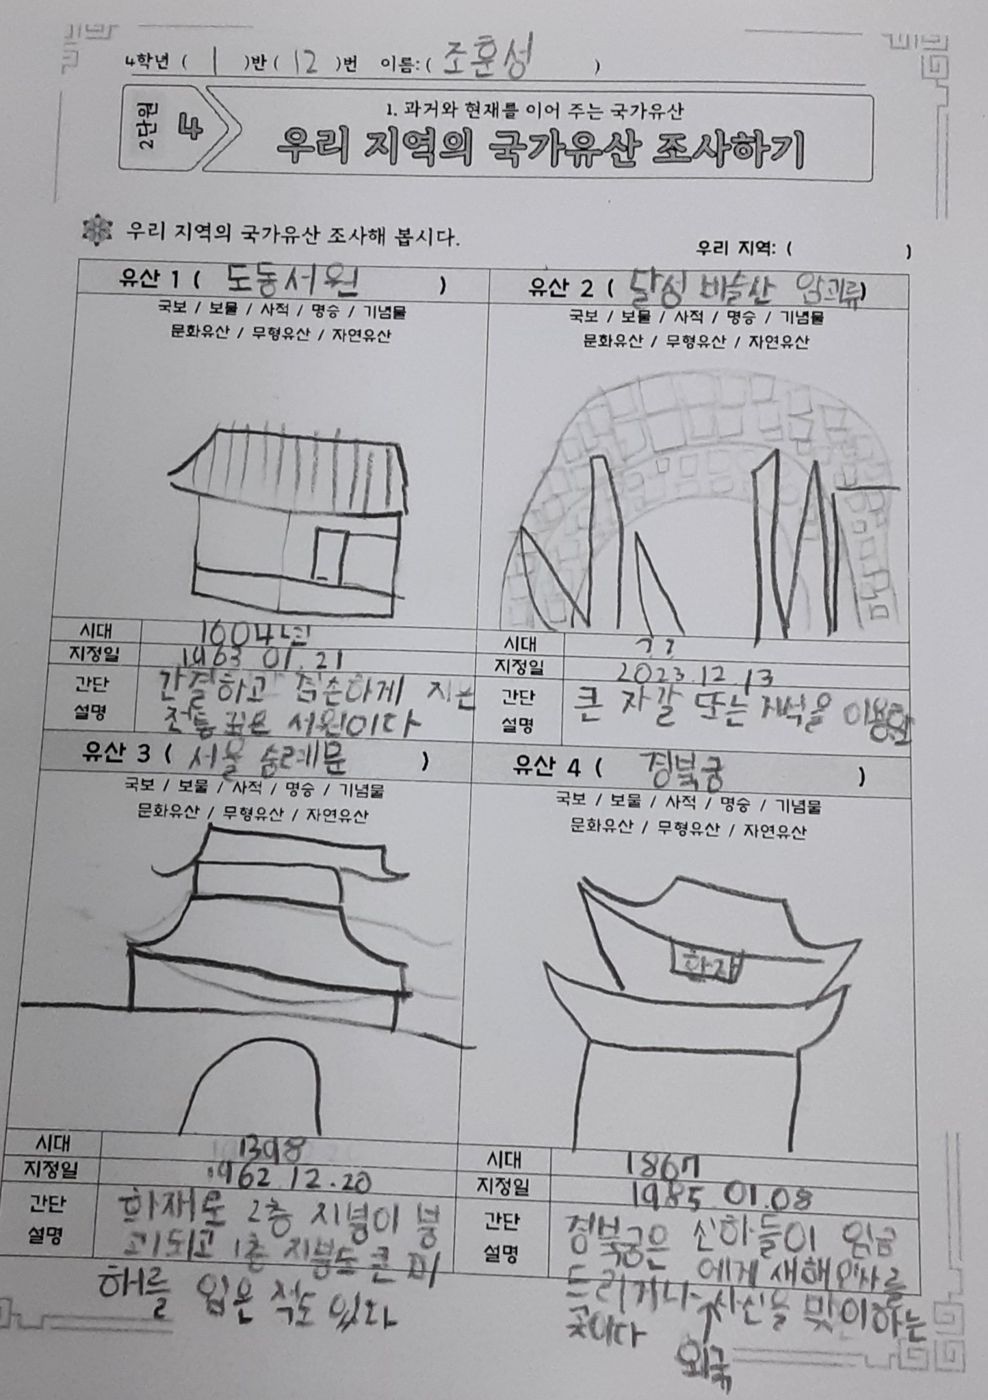 4학년 ( 1 )반 ( 12 )번 이름:( 조훈성 )
2단원 4
1. 과거와 현재를 이어 주는 국가유산
우리 지역의 국가유산 조사하기
우리 지역의 국가유산 조사해 봅시다.
우리 지역: ( )
유산 1 ( 도동서원 )
국보 / 보물 / 사적 / 명승 / 기념물
문화유산 / 무형유산 / 자연유산
시대 1604년
지정일 1963.01.21
간단 설명
간결하고 겸손하게 지은
전통 깊은 서원이다
유산 2 ( 달성 비슬산 암괴류)
국보 / 보물 / 사적 / 명승 / 기념물
문화유산 / 무형유산 / 자연유산
시대 ??
지정일 2023.12.13
간단 설명
큰 자갈 또는 이용한
유산 3 ( 서울 숭례문 )
국보 / 보물 / 사적 / 명승 / 기념물
문화유산 / 무형유산 / 자연유산
시대 1398
지정일 1962.12.20
간단 설명
화재로 2층 지붕이 붕
괴되고 1층 지붕도 큰 피
해를 입은 적도 있다
유산 4 ( 경복궁 )
국보 / 보물 / 사적 / 명승 / 기념물
문화유산 / 무형유산 / 자연유산
시대 1867
지정일 1985.01.08
간단 설명
경복궁은 신하들이 임금
에게 새해 인사를
드리거나 사신을 맞이하는
곳이다
외국